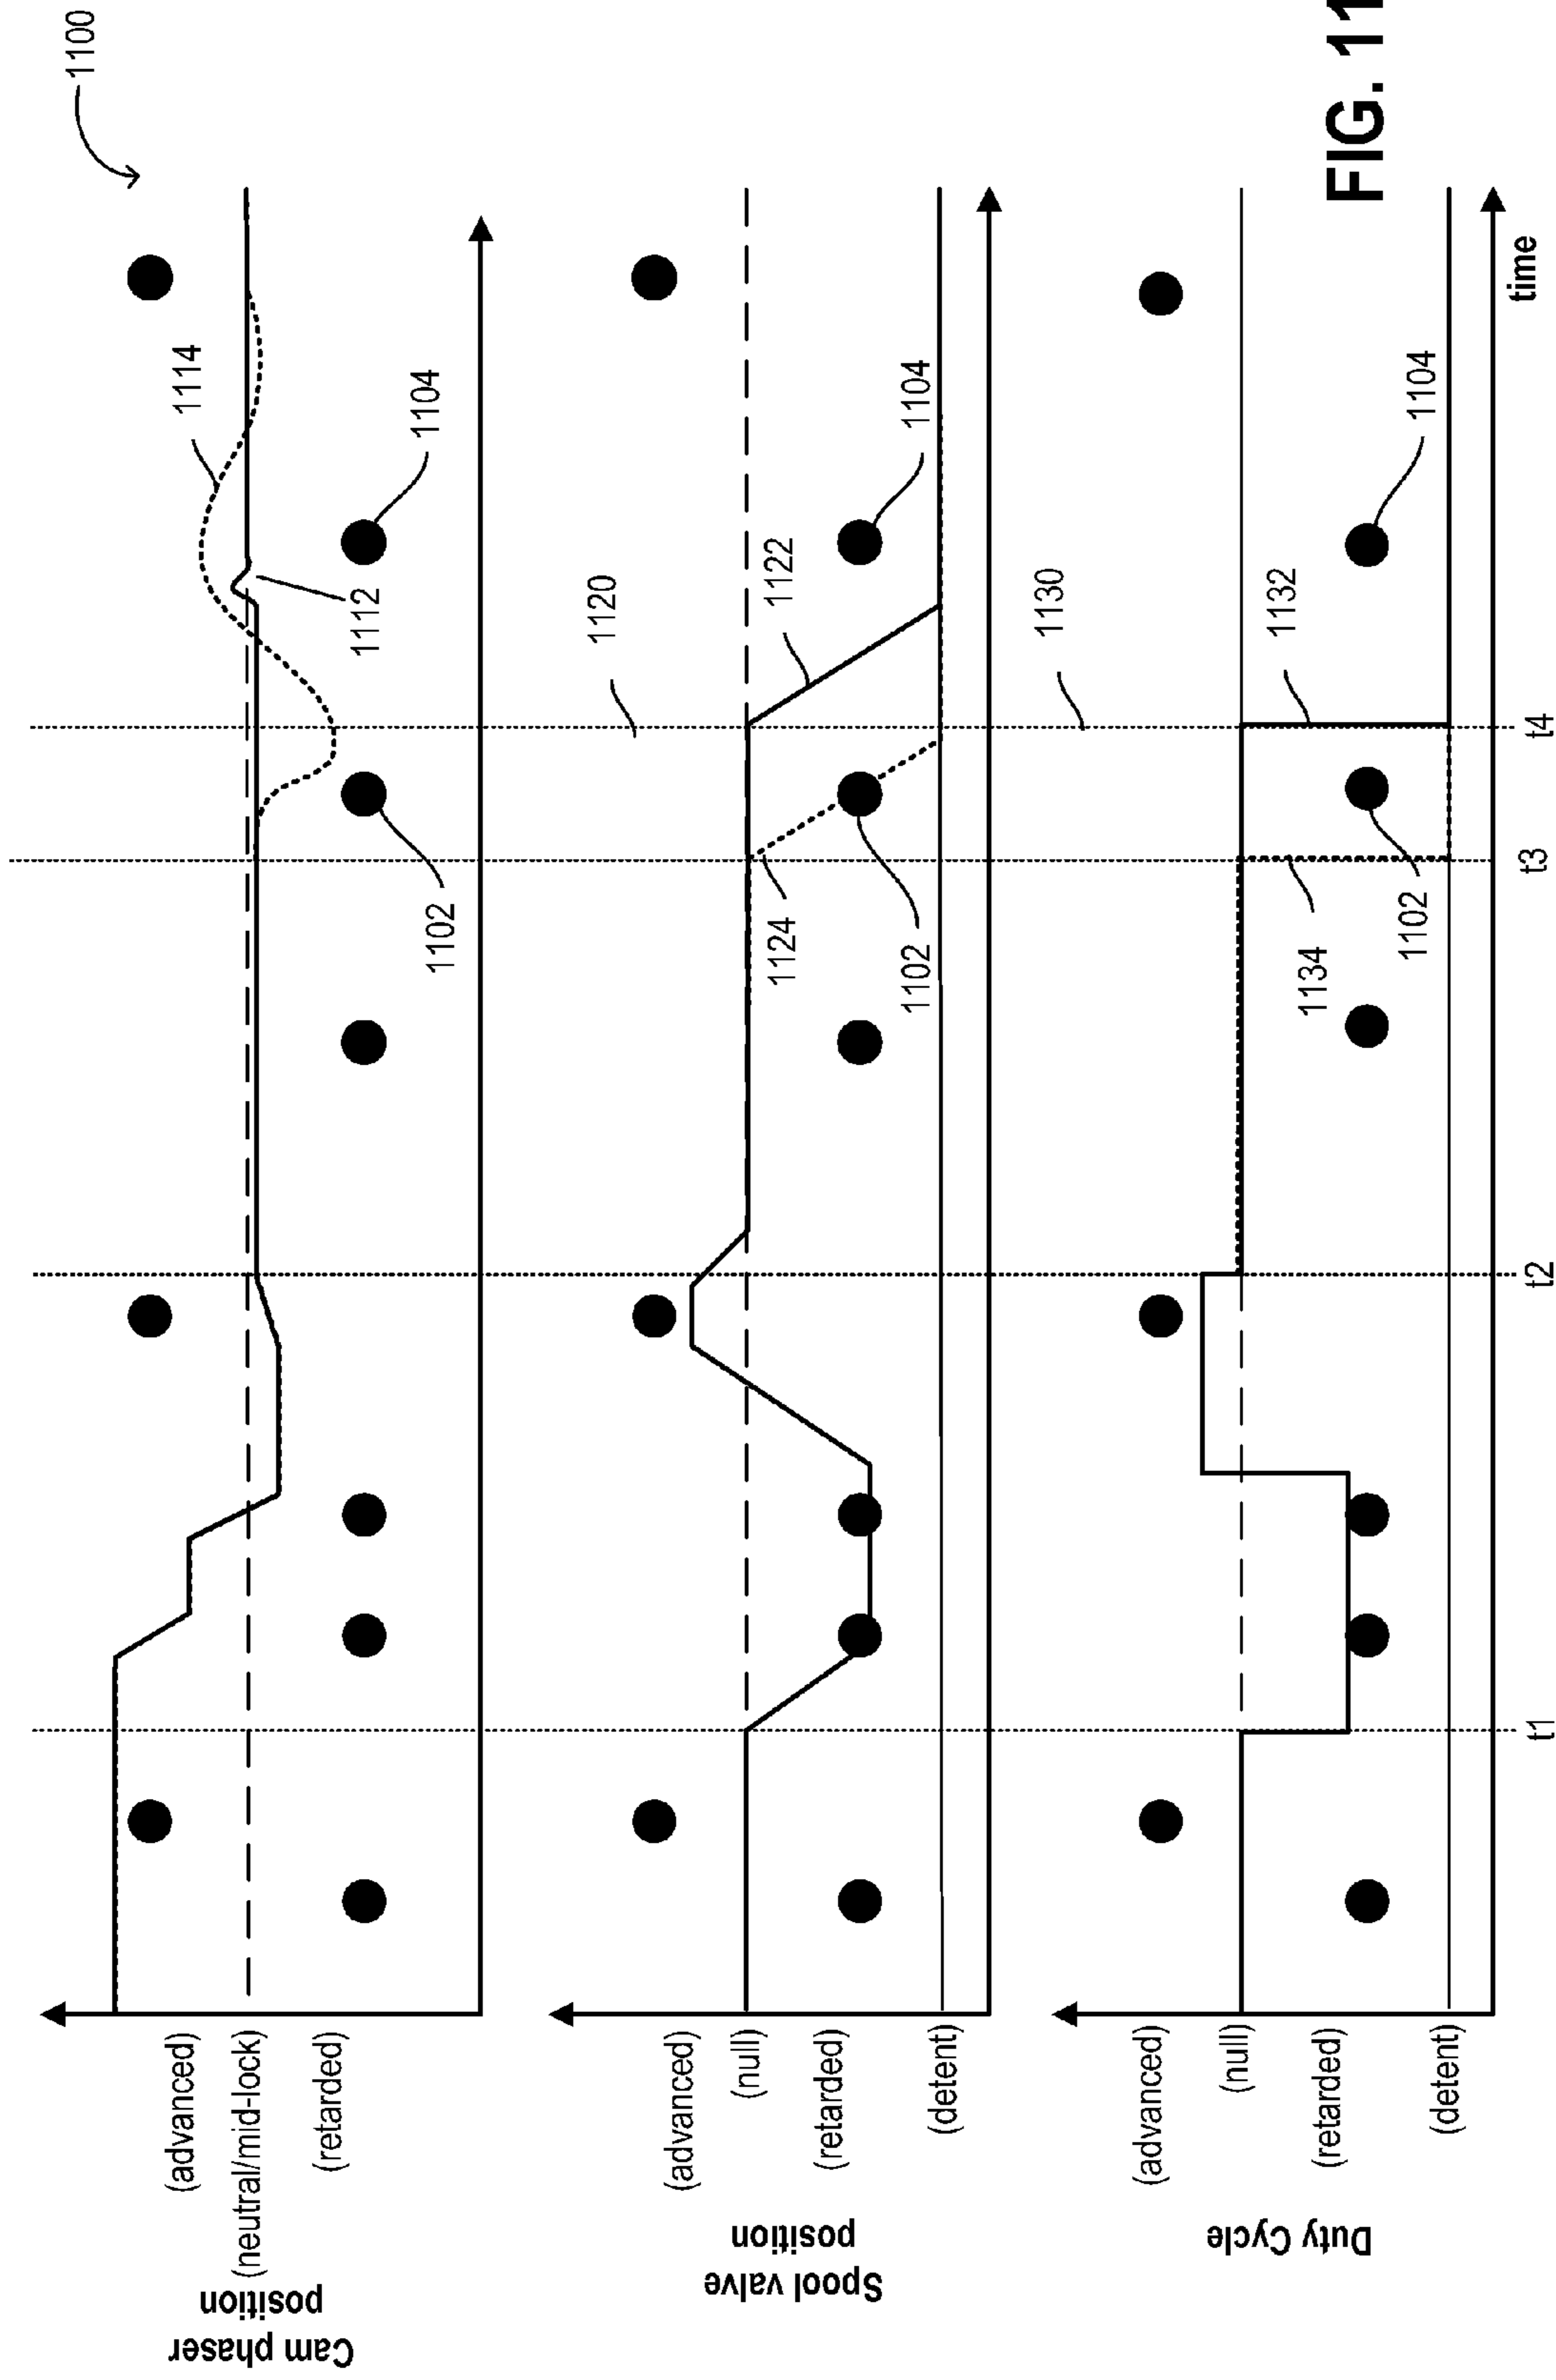 1100
Cam phaser
position
(advanced)
(neutral/mid-lock)
(retarded)
1114
1112
1104
1102
Spool valve
position
(advanced)
(null)
(retarded)
(detent)
1120
1122
1124
1104
1102
Duty Cycle
(advanced)
(null)
(retarded)
(detent)
1130
1132
1134
1104
1102
t1
t2
t3
t4
time
FIG. 11